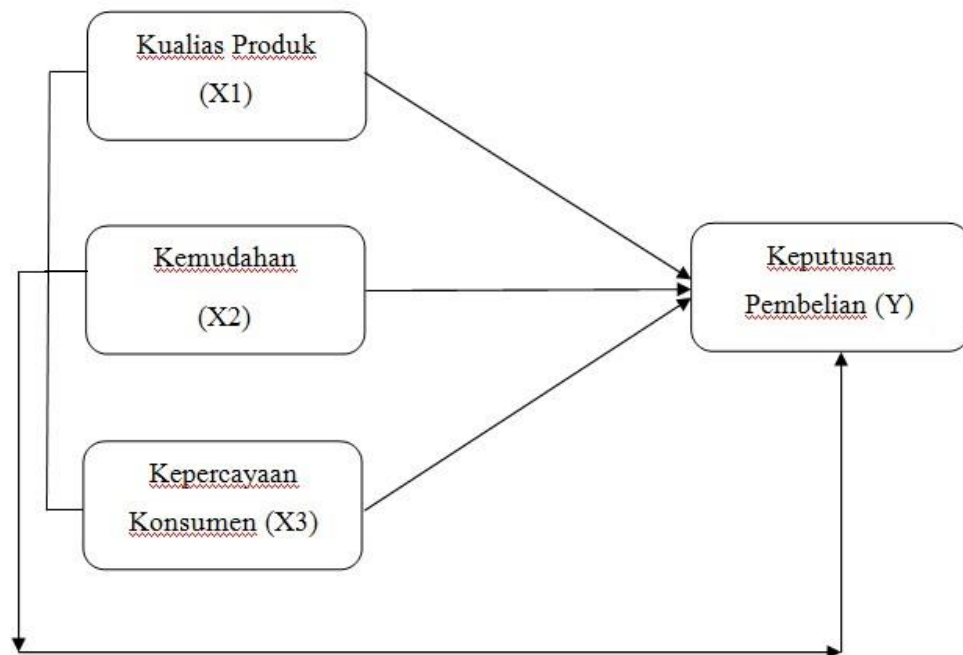 Kualias Produk
(X1)
Kemudahan
(X2)
Keputusan
Pembelian (Y)
Kepercayaan
Konsumen (X3)